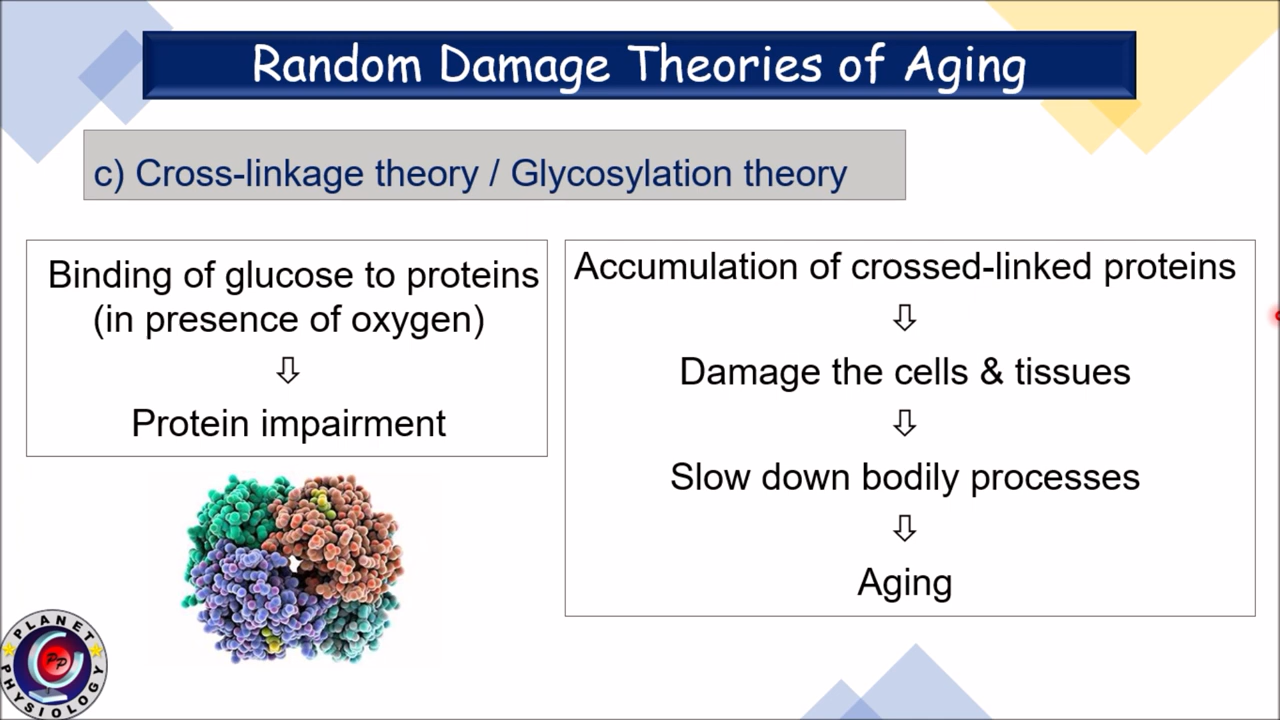 Random Damage Theories of Aging
c) Cross-linkage theory / Glycosylation theory
Binding of glucose to proteins
(in presence of oxygen)
⇩
Protein impairment
Accumulation of crossed-linked proteins
⇩
Damage the cells & tissues
⇩
Slow down bodily processes
⇩
Aging
PLANET
PP
PHYSIOLOGY